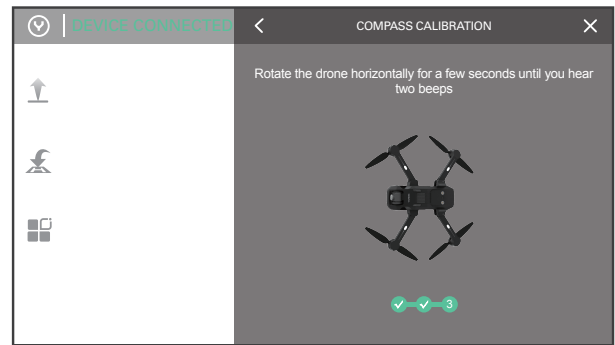 DEVICE CONNECTED
COMPASS CALIBRATION
Rotate the drone horizontally for a few seconds until you hear
two beeps
3